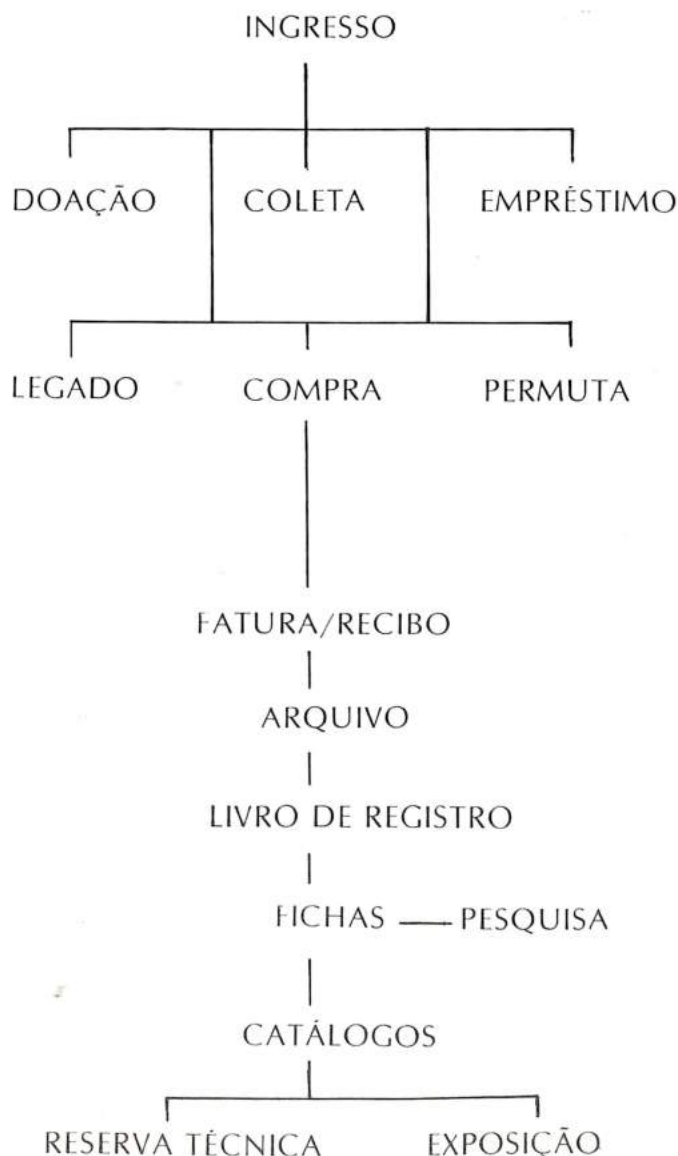 INGRESSO
DOAÇÃO COLETA EMPRÉSTIMO
LEGADO COMPRA PERMUTA
FATURA/RECIBO
ARQUIVO
LIVRO DE REGISTRO
FICHAS — PESQUISA
CATÁLOGOS
RESERVA TÉCNICA EXPOSIÇÃO